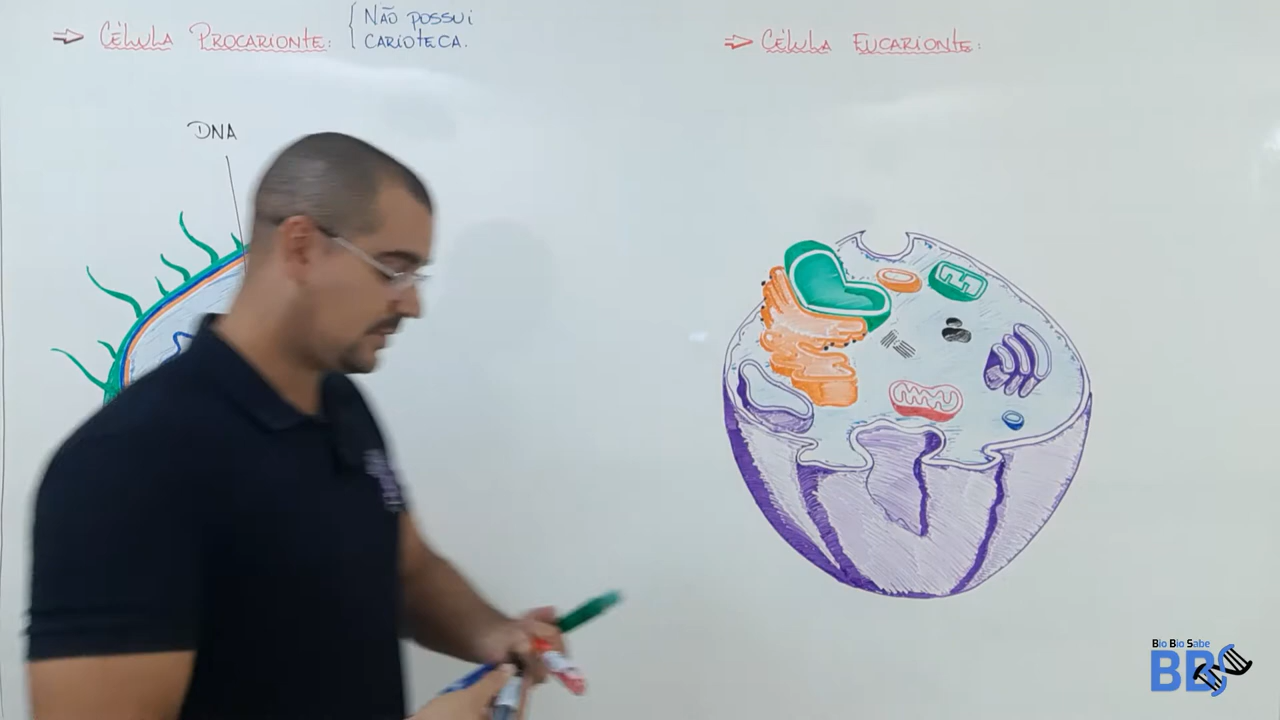 ⇒ CÉLULA PROCARIONTE: { NÃO POSSUI
CARIOTECA.
⇒ CÉLULA EUCARIONTE:
DNA
Bio Bio Sabe
BBS